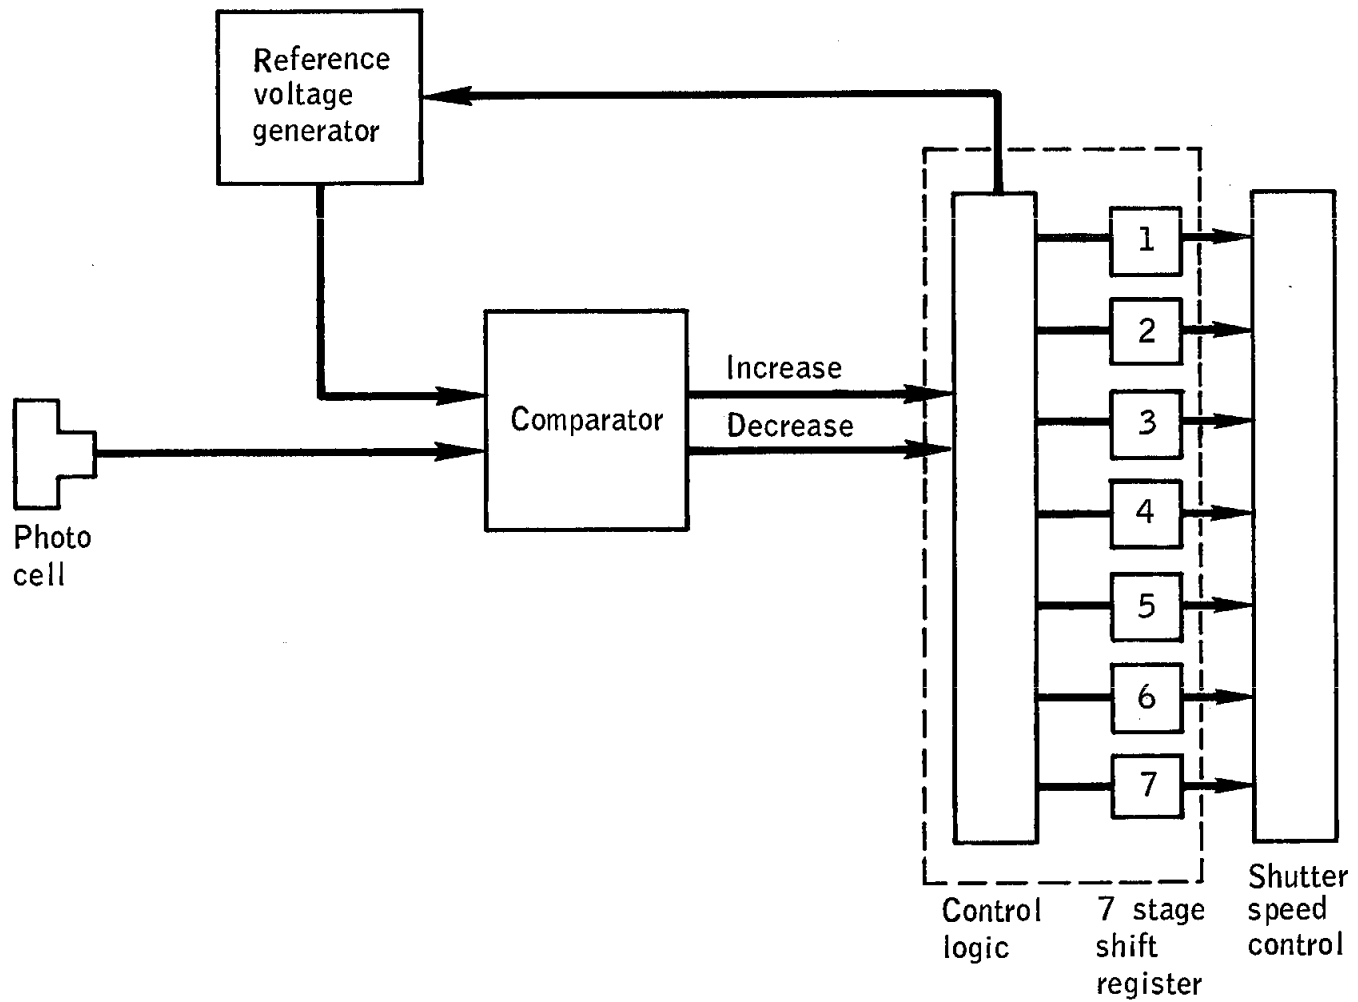 Reference
voltage
generator
1
2
Increase
Comparator
3
Decrease
4
Photo
cell
5
6
7
Control
logic
7 stage
shift
register
Shutter
speed
control